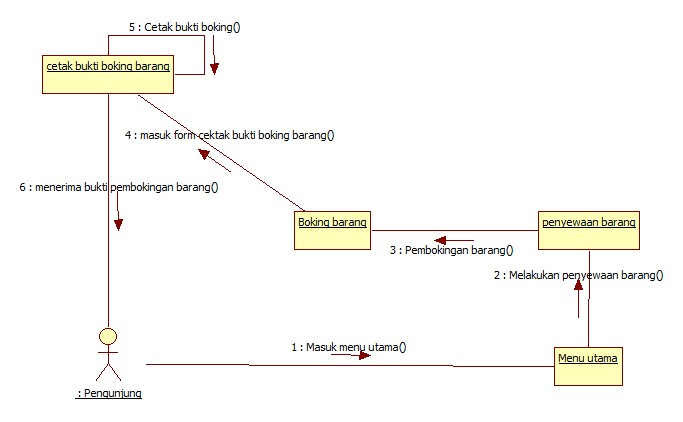 5 : Cetak bukti boking()
cetak bukti boking barang
4 : masuk form cektak bukti boking barang()
6 : menerima bukti pembokingan barang()
Boking barang
penyewaan barang
3 : Pembokingan barang()
2 : Melakukan penyewaan barang()
1 : Masuk menu utama()
Menu utama
: Pengunjung